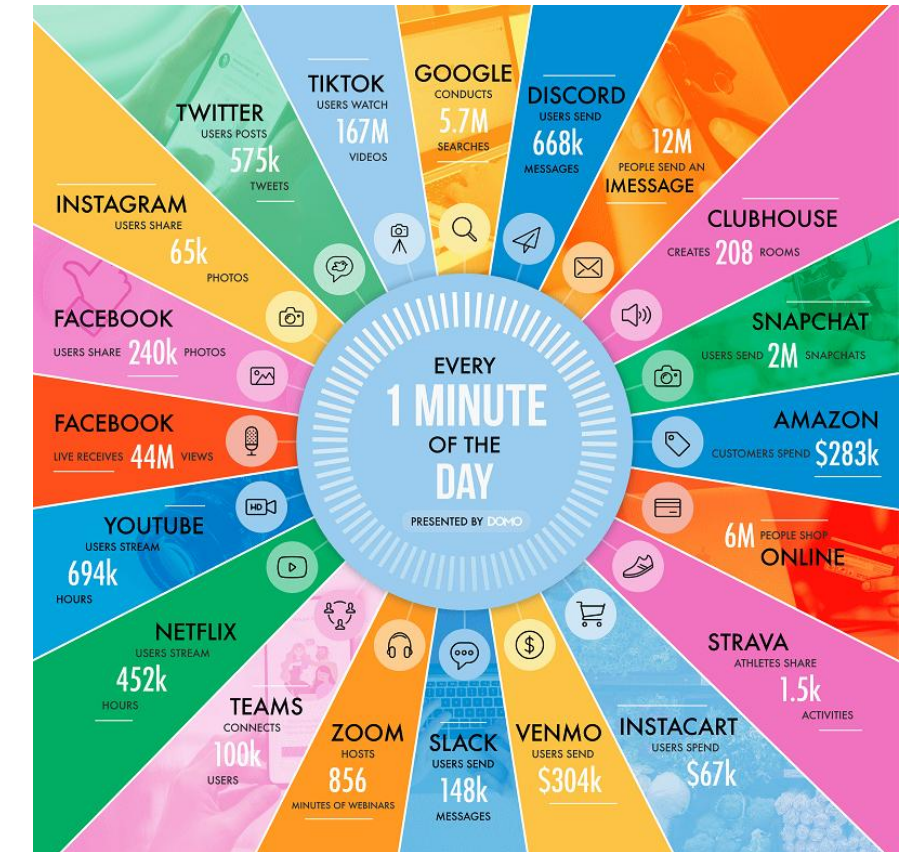 EVERY
1 MINUTE
OF THE
DAY
PRESENTED BY DOMO
GOOGLE
CONDUCTS
5.7M
SEARCHES
DISCORD
USERS SEND
668k
MESSAGES
12M
PEOPLE SEND AN
IMESSAGE
CLUBHOUSE
CREATES 208 ROOMS
SNAPCHAT
USERS SEND 2M SNAPCHATS
AMAZON
CUSTOMERS SPEND $283k
6M PEOPLE SHOP
ONLINE
STRAVA
ATHLETES SHARE
1.5k
ACTIVITIES
INSTACART
USERS SPEND
$67k
VENMO
USERS SEND
$304k
SLACK
USERS SEND
148k
MESSAGES
ZOOM
HOSTS
856
MINUTES OF WEBINARS
TEAMS
CONNECTS
100k
USERS
NETFLIX
USERS STREAM
452k
HOURS
YOUTUBE
USERS STREAM
694k
HOURS
HD
FACEBOOK
LIVE RECEIVES 44M VIEWS
FACEBOOK
USERS SHARE 240k PHOTOS
INSTAGRAM
USERS SHARE
65k
PHOTOS
TWITTER
USERS POSTS
575k
TWEETS
TIKTOK
USERS WATCH
167M
VIDEOS